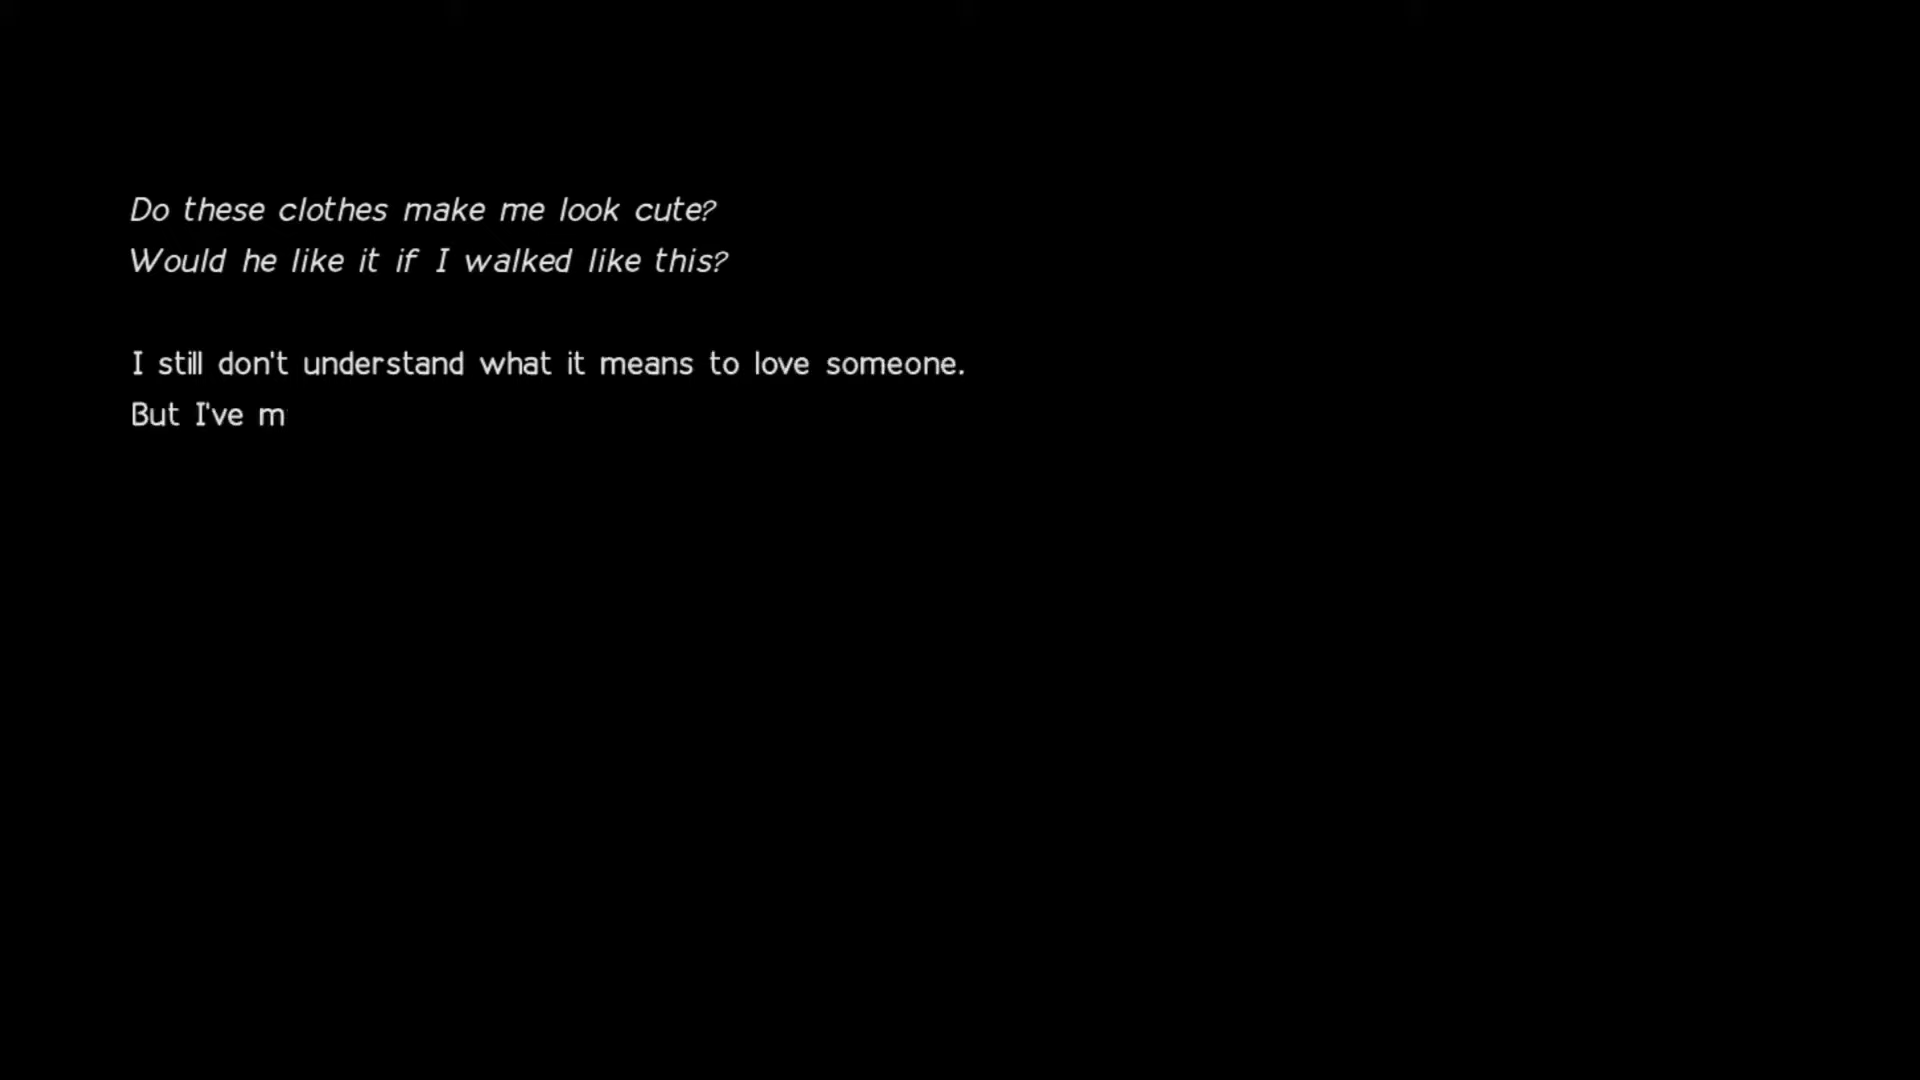 Do these clothes make me look cute?
Would he like it if I walked like this?
I still don't understand what it means to love someone.
But I've m